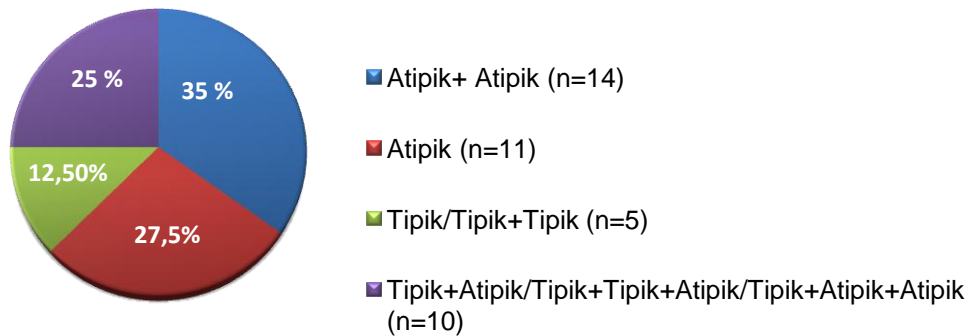 25 %
35 %
12,50%
27,5%
Atipik+ Atipik (n=14)
Atipik (n=11)
Tipik/Tipik+Tipik (n=5)
Tipik+Atipik/Tipik+Tipik+Atipik/Tipik+Atipik+Atipik
(n=10)